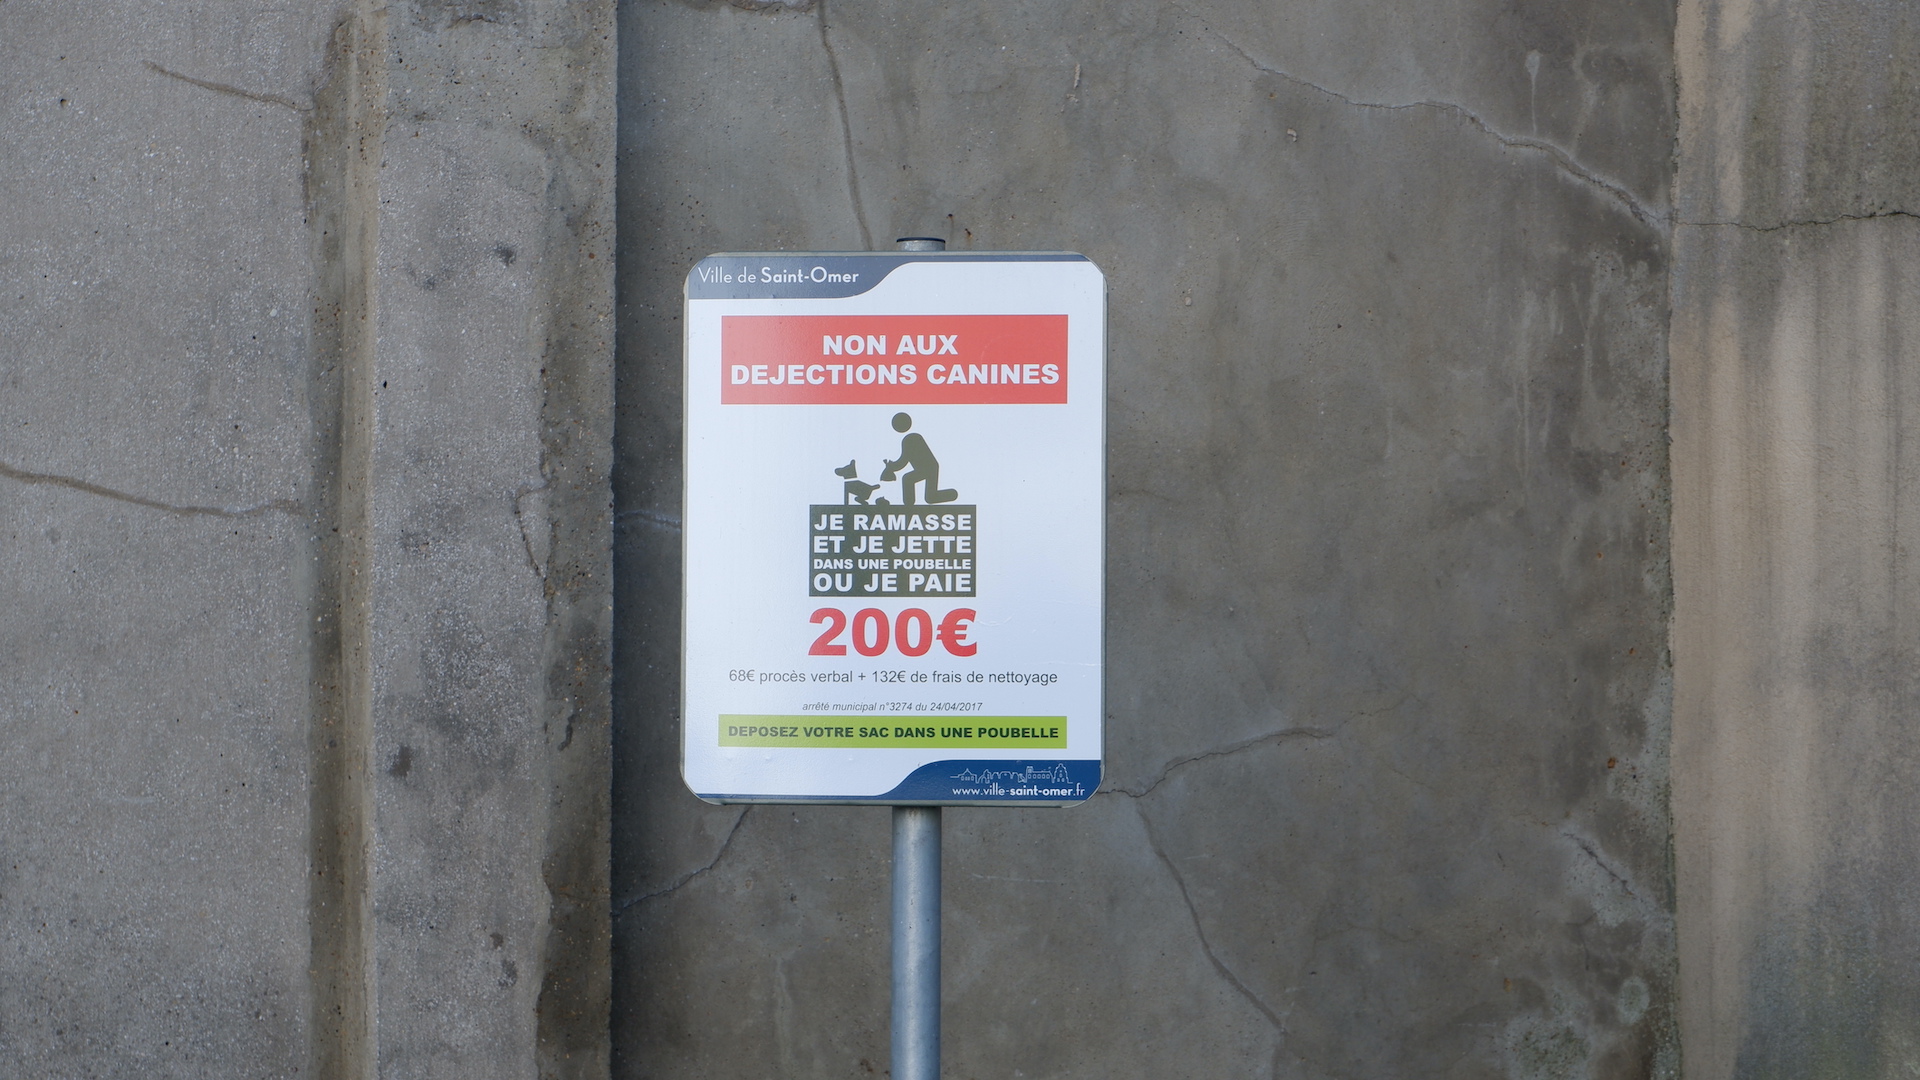 Ville de Saint-Omer
NON AUX
DEJECTIONS CANINES
JE RAMASSE
ET JE JETTE
DANS UNE POUBELLE
OU JE PAIE
200€
68€ procès verbal + 132€ de frais de nettoyage
arrêté municipal n°3274 du 24/04/2017
DEPOSEZ VOTRE SAC DANS UNE POUBELLE
www.ville-saint-omer.fr